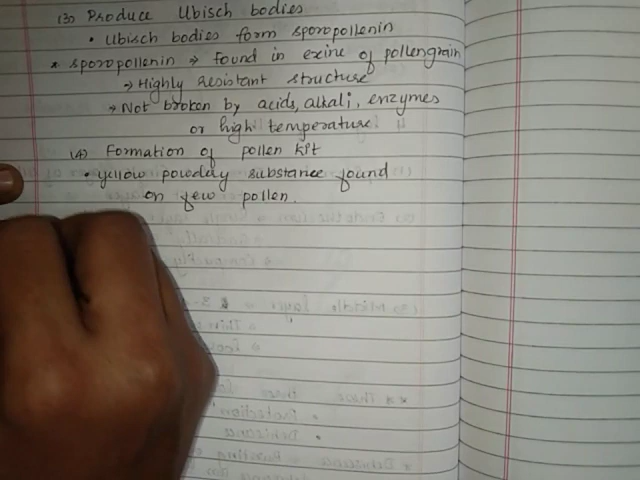 (3) Produce Ubisch bodies
• Ubisch bodies form sporopollenin
* sporopollenin → found in exine of pollengrain
→ Highly resistant structure
→ Not broken by acids, alkali, enzymes
or high temperature
(4) Formation of pollen kit
• yellow powdery substance found
on few pollen.